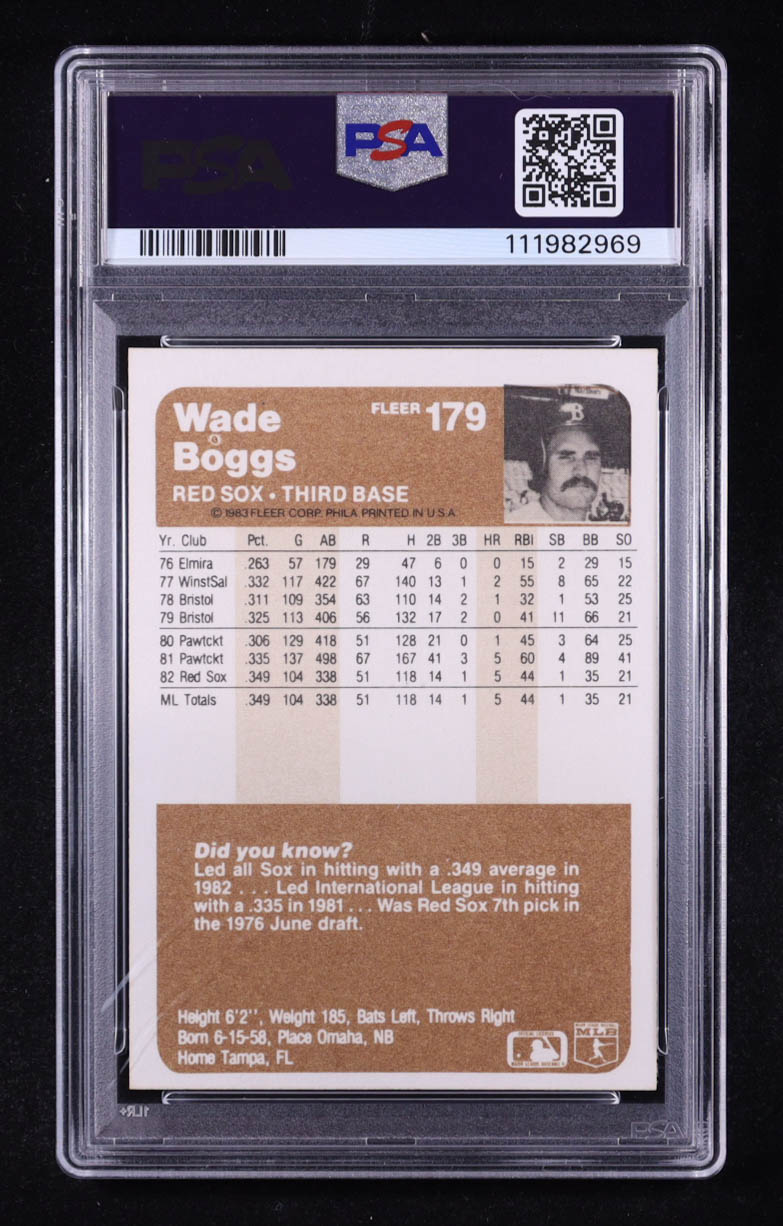 PSA
PSA
111982969
Wade
Boggs
FLEER 179
RED SOX • THIRD BASE
© 1983 FLEER CORP. PHILA PRINTED IN U.S.A.
Yr. Club Pct. G AB R H 2B 3B HR RBI SB BB SO
76 Elmira .263 57 179 29 47 6 0 0 15 2 29 15
77 WinstSal .332 117 422 67 140 13 1 2 55 8 65 22
78 Bristol .311 109 354 63 110 14 2 1 32 1 53 25
79 Bristol .325 113 406 56 132 17 2 0 41 11 66 21
80 Pawtckt .306 129 418 51 128 21 0 1 45 3 64 25
81 Pawtckt .335 137 498 67 167 41 3 5 60 4 89 41
82 Red Sox .349 104 338 51 118 14 1 5 44 1 35 21
ML Totals .349 104 338 51 118 14 1 5 44 1 35 21
Did you know?
Led all Sox in hitting with a .349 average in
1982 . . . Led International League in hitting
with a .335 in 1981 . . . Was Red Sox 7th pick in
the 1976 June draft.
Height 6'2'', Weight 185, Bats Left, Throws Right
Born 6-15-58, Place Omaha, NB
Home Tampa, FL
MLB
1LR+
PSA